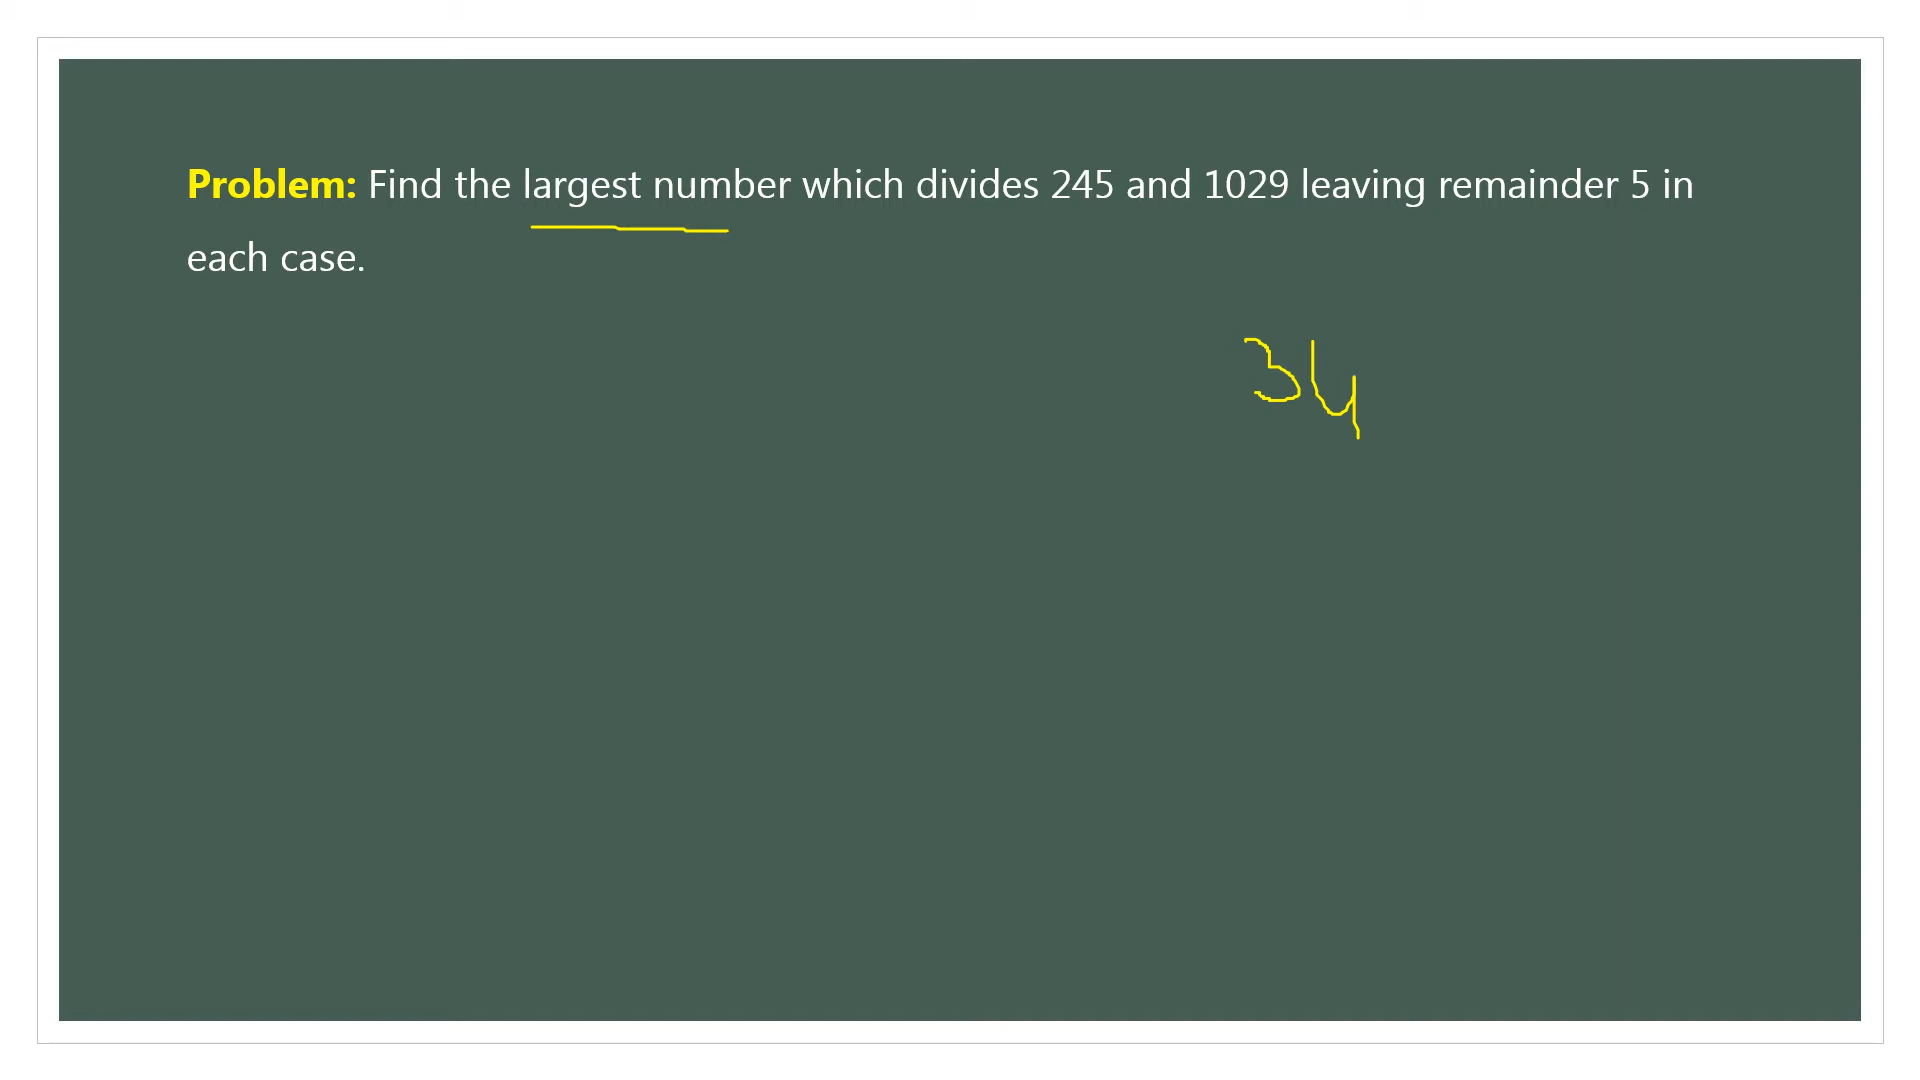 Problem: Find the largest number which divides 245 and 1029 leaving remainder 5 in
each case.
34